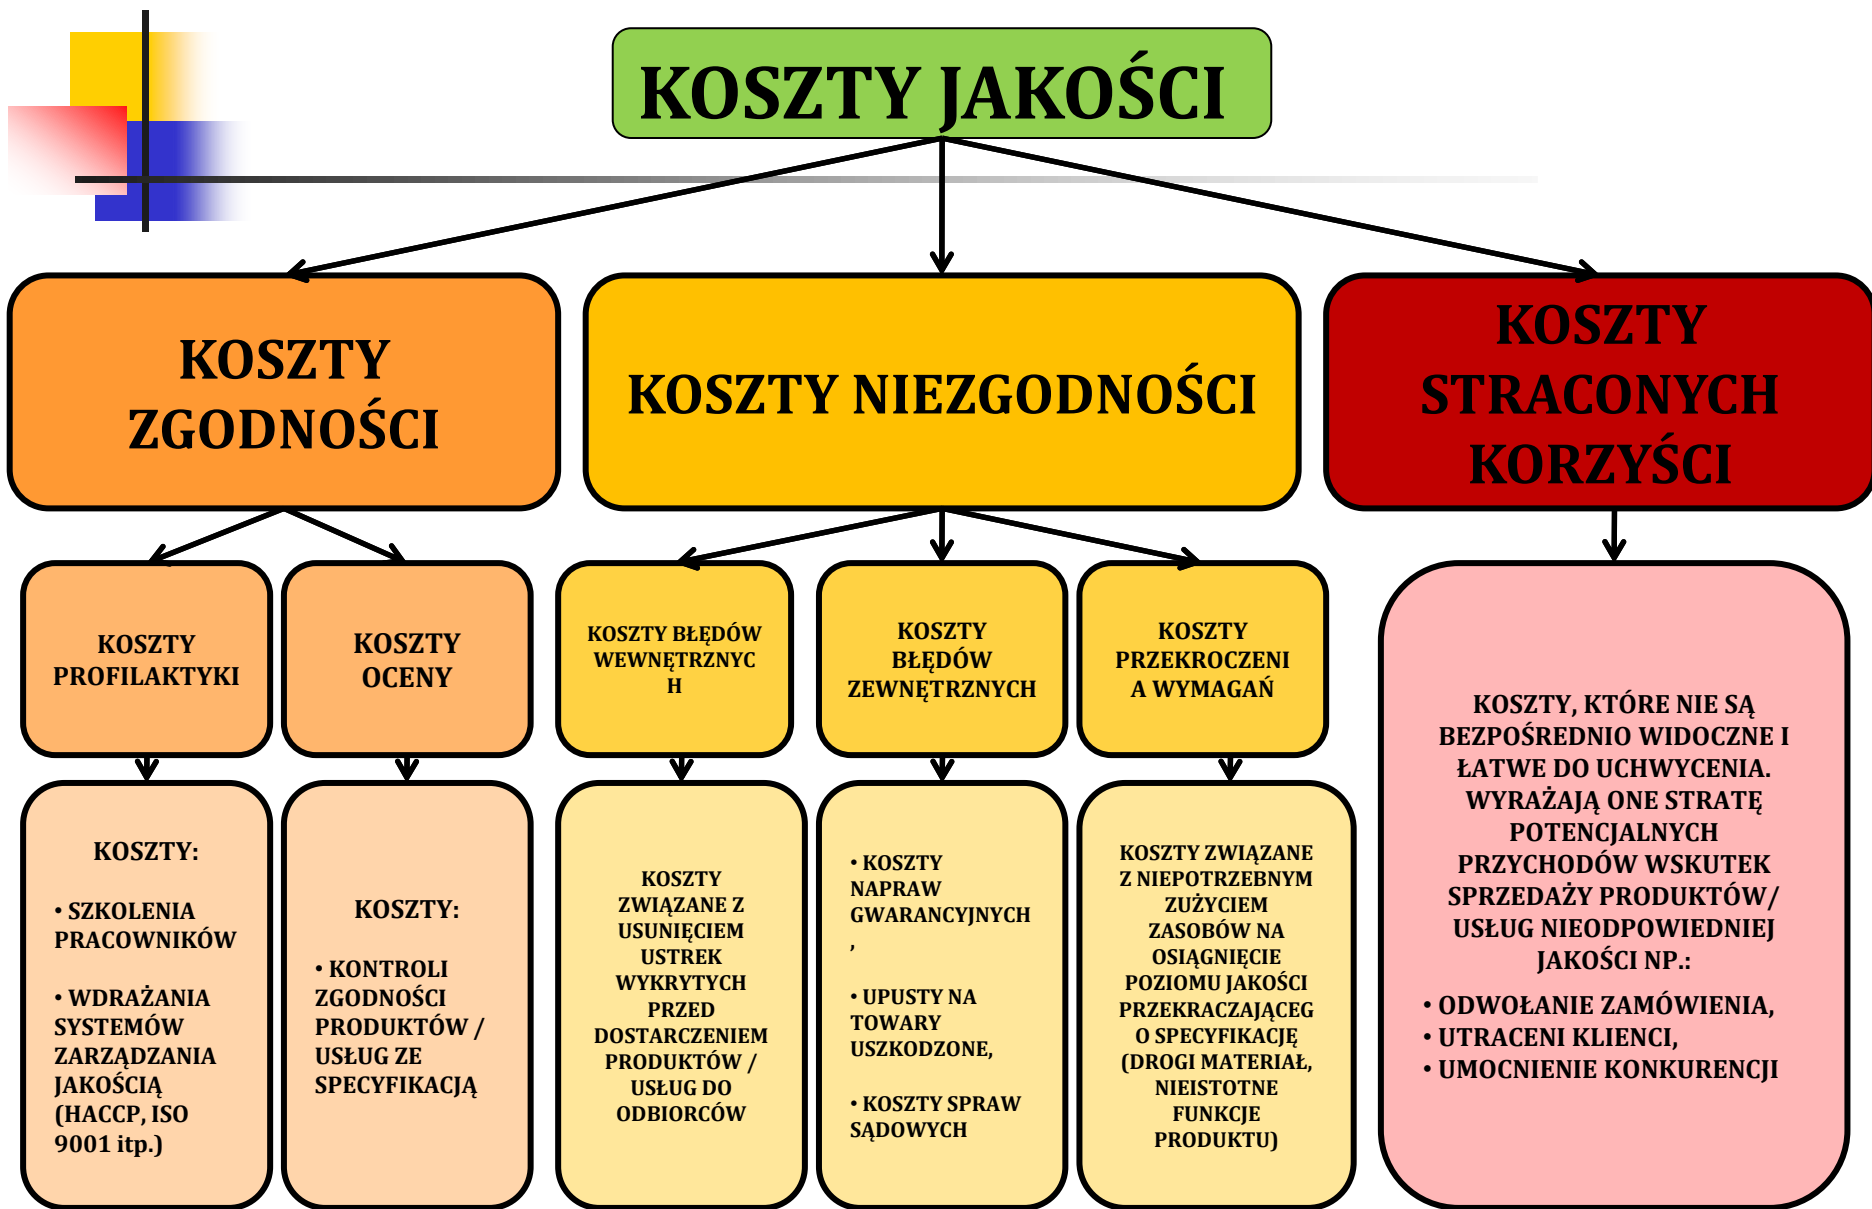 KOSZTY JAKOŚCI
KOSZTY
ZGODNOŚCI
KOSZTY NIEZGODNOŚCI
KOSZTY
STRACONYCH
KORZYŚCI
KOSZTY
PROFILAKTYKI
KOSZTY
OCENY
KOSZTY BŁĘDÓW
WEWNĘTRZNYC
H
KOSZTY
BŁĘDÓW
ZEWNĘTRZNYCH
KOSZTY
PRZEKROCZENI
A WYMAGAŃ
KOSZTY:
• SZKOLENIA
PRACOWNIKÓW
• WDRAŻANIA
SYSTEMÓW
ZARZĄDZANIA
JAKOŚCIĄ
(HACCP, ISO
9001 itp.)
KOSZTY:
• KONTROLI
ZGODNOŚCI
PRODUKTÓW /
USŁUG ZE
SPECYFIKACJĄ
KOSZTY
ZWIĄZANE Z
USUNIĘCIEM
USTREK
WYKRYTYCH
PRZED
DOSTARCZENIEM
PRODUKTÓW /
USŁUG DO
ODBIORCÓW
• KOSZTY
NAPRAW
GWARANCYJNYCH
,
• UPUSTY NA
TOWARY
USZKODZONE,
• KOSZTY SPRAW
SĄDOWYCH
KOSZTY ZWIĄZANE
Z NIEPOTRZEBNYM
ZUŻYCIEM
ZASOBÓW NA
OSIĄGNIĘCIE
POZIOMU JAKOŚCI
PRZEKRACZAJĄCEG
O SPECYFIKACJĘ
(DROGI MATERIAŁ,
NIEISTOTNE
FUNKCJE
PRODUKTU)
KOSZTY, KTÓRE NIE SĄ
BEZPOŚREDNIO WIDOCZNE I
ŁATWE DO UCHWYCENIA.
WYRAŻAJĄ ONE STRATĘ
POTENCJALNYCH
PRZYCHODÓW WSKUTEK
SPRZEDAŻY PRODUKTÓW/
USŁUG NIEODPOWIEDNIEJ
JAKOŚCI NP.:
• ODWOŁANIE ZAMÓWIENIA,
• UTRACENI KLIENCI,
• UMOCNIENIE KONKURENCJI